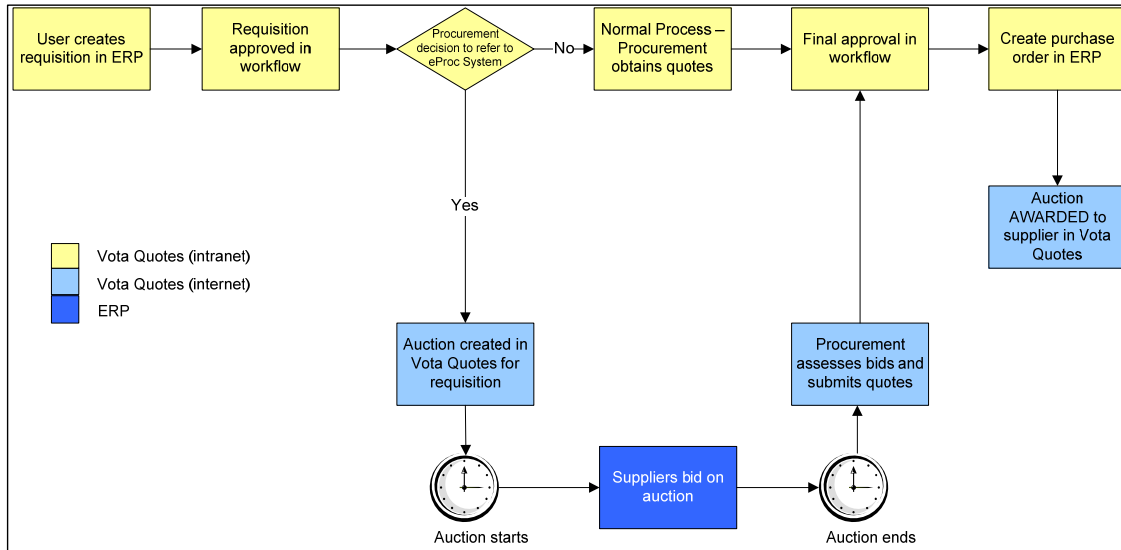 User creates
requisition in ERP
Requisition
approved in
workflow
Procurement
decision to refer to
eProc System
No
Normal Process –
Procurement
obtains quotes
Final approval in
workflow
Create purchase
order in ERP
Yes
Auction
AWARDED to
supplier in Vota
Quotes
Vota Quotes (intranet)
Vota Quotes (internet)
ERP
Auction created in
Vota Quotes for
requisition
Procurement
assesses bids and
submits quotes
Suppliers bid on
auction
Auction starts
Auction ends